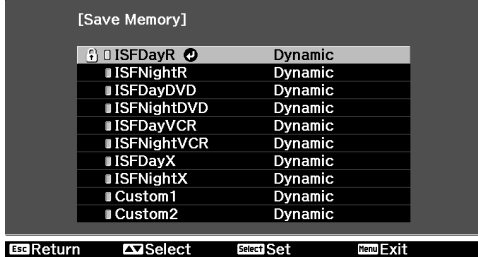 [Save Memory]
ISFDayR Dynamic
ISFNightR Dynamic
ISFDayDVD Dynamic
ISFNightDVD Dynamic
ISFDayVCR Dynamic
ISFNightVCR Dynamic
ISFDayX Dynamic
ISFNightX Dynamic
Custom1 Dynamic
Custom2 Dynamic
Esc Return Select Select Set Menu Exit